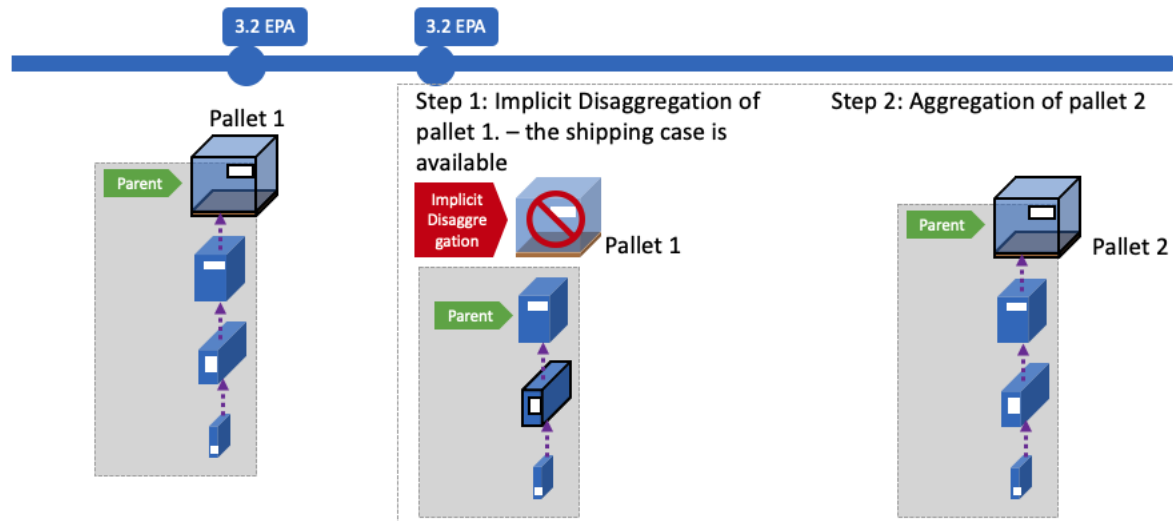 3.2 EPA
3.2 EPA
Pallet 1
Parent
Step 1: Implicit Disaggregation of
pallet 1. – the shipping case is
available
Implicit
Disaggre
gation
Pallet 1
Parent
Step 2: Aggregation of pallet 2
Parent
Pallet 2